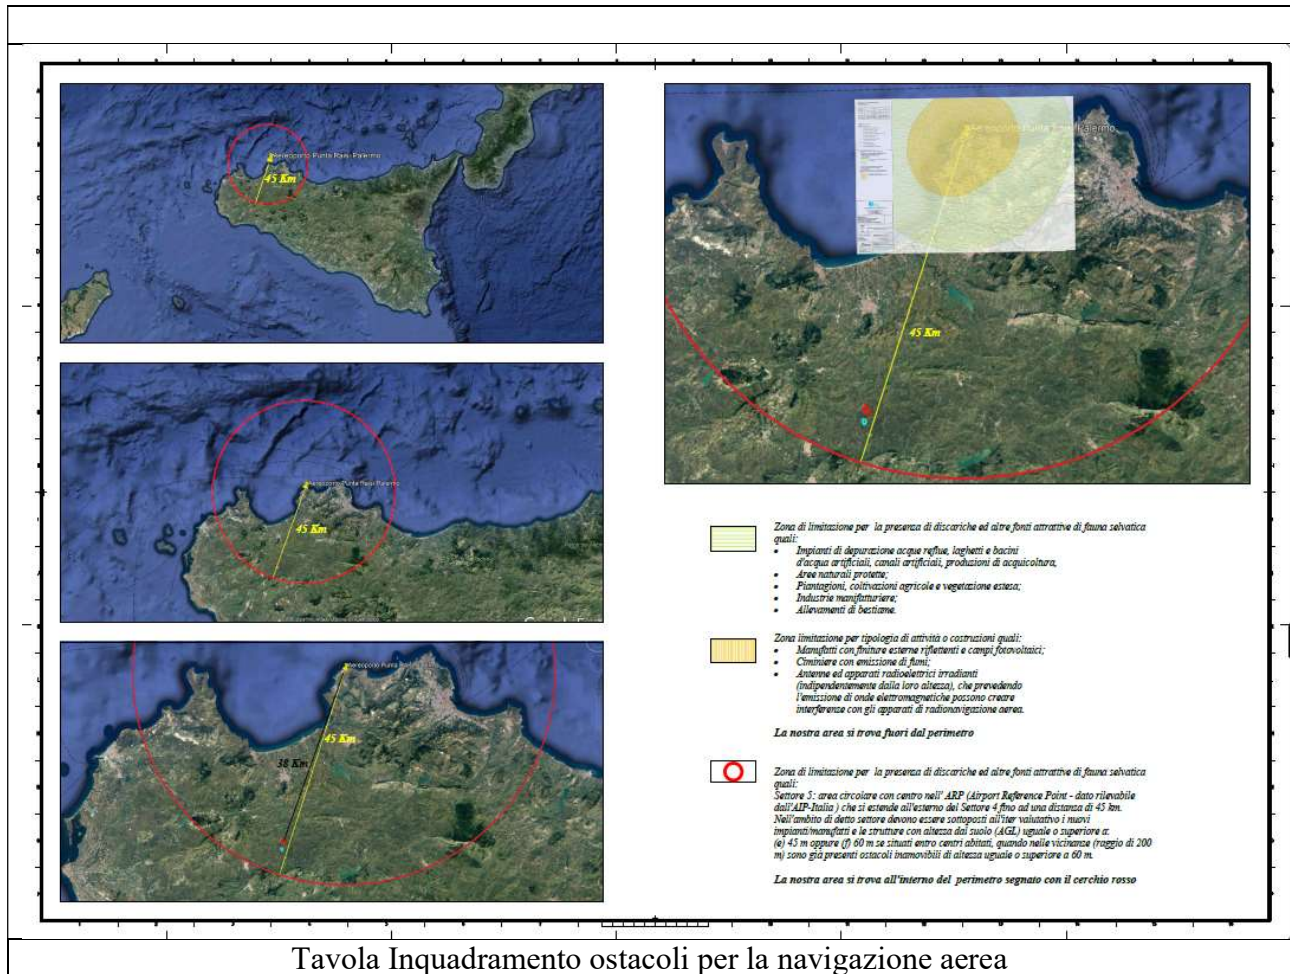 Aereoporto Punta Raisi-Palermo
45 Km
Aereoporto Punta Raisi-Palermo
45 Km
Aereoporto Punta
45 Km
38 Km
Palermo
45 Km
Zona di limitazione per la presenza di discariche ed altre fonti attrattive di fauna selvatica
quali:
• Impianti di depurazione acque reflue, laghetti e bacini
d'acqua artificiali, canali artificiali, produzioni di acquicoltura,
• Aree naturali protette;
• Piantagioni, coltivazioni agricole e vegetazione estesa;
• Industrie manifatturiere;
• Allevamenti di bestiame.
Zona limitazione per tipologia di attività o costruzioni quali:
• Manufatti con finiture esterne riflettenti e campi fotovoltaici;
• Ciminiere con emissione di fumi;
• Antenne ed apparati radioelettrici irradianti
(indipendentemente dalla loro altezza), che prevedendo
l'emissione di onde elettromagnetiche possono creare
interferenze con gli apparati di radionavigazione aerea.
La nostra area si trova fuori dal perimetro
Zona di limitazione per la presenza di discariche ed altre fonti attrattive di fauna selvatica
quali:
Settore 5: area circolare con centro nell' ARP (Airport Reference Point - dato rilevabile
dall'AIP-Italia ) che si estende all'esterno del Settore 4 fino ad una distanza di 45 km.
Nell'ambito di detto settore devono essere sottoposti all'iter valutativo i nuovi
impianti/manufatti e le strutture con altezza dal suolo (AGL) uguale o superiore a:
(e) 45 m oppure (f) 60 m se situati entro centri abitati, quando nelle vicinanze (raggio di 200
m) sono già presenti ostacoli inamovibili di altezza uguale o superiore a 60 m.
La nostra area si trova all'interno del perimetro segnato con il cerchio rosso
Tavola Inquadramento ostacoli per la navigazione aerea